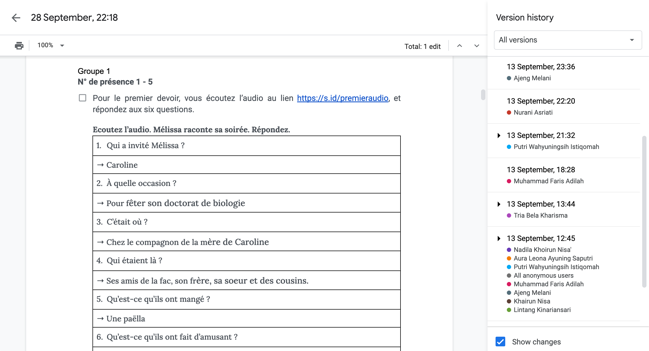 28 September, 22:18
100%
Total: 1 edit
Groupe 1
N° de présence 1 - 5
Pour le premier devoir, vous écoutez l'audio au lien https://s.id/premieraudio, et
répondez aux six questions.
Ecoutez l'audio. Mélissa raconte sa soirée. Répondez.
1. Qui a invité Mélissa ?
→ Caroline
2. À quelle occasion ?
→ Pour fêter son doctorat de biologie
3. C'était où ?
→ Chez le compagnon de la mère de Caroline
4. Qui étaient là ?
→ Ses amis de la fac, son frère, sa soeur et des cousins.
5. Qu'est-ce qu'ils ont mangé ?
→ Une paëlla
6. Qu'est-ce qu'ils ont fait d'amusant ?
Version history
All versions
13 September, 23:36
Ajeng Melani
13 September, 22:20
Nurani Asriati
13 September, 21:32
Putri Wahyuningsih Istiqomah
13 September, 18:28
Muhammad Faris Adilah
13 September, 13:44
Tria Bela Kharisma
13 September, 12:45
Nadila Khoirun Nisa'
Aura Leona Ayuning Saputri
Putri Wahyuningsih Istiqomah
All anonymous users
Muhammad Faris Adilah
Ajeng Melani
Khairun Nisa
Lintang Kinariansari
Show changes